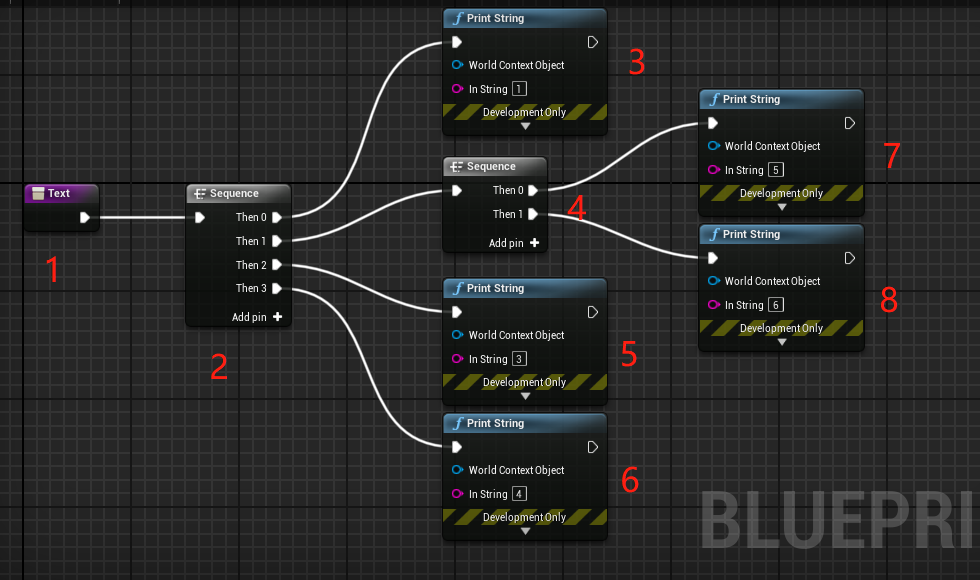 Text
1
Sequence
Then 0
Then 1
Then 2
Then 3
Add pin
2
Print String
World Context Object
In String 1
Development Only
3
Sequence
Then 0
Then 1
Add pin
4
Print String
World Context Object
In String 3
Development Only
5
Print String
World Context Object
In String 4
Development Only
6
Print String
World Context Object
In String 5
Development Only
7
Print String
World Context Object
In String 6
Development Only
8
BLUEPRI